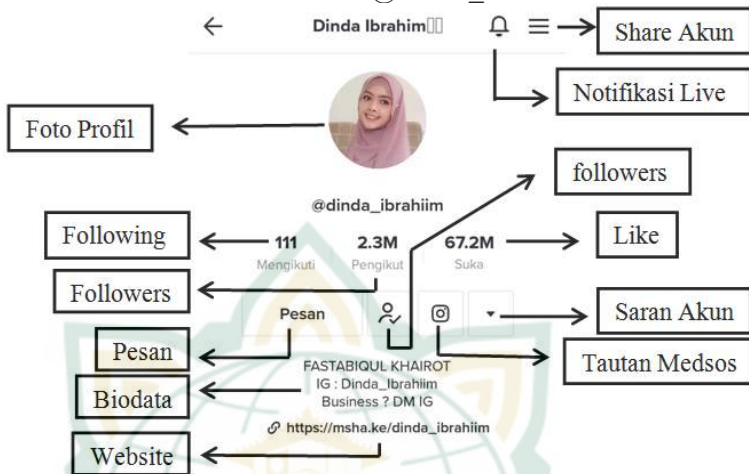 Dinda Ibrahim
Share Akun
Notifikasi Live
Foto Profil
followers
@dinda_ibrahiim
Following
111
2.3M
67.2M
Like
Mengikuti
Pengikut
Suka
Followers
Pesan
Saran Akun
Pesan
Tautan Medsos
FASTABIQUL KHAIROT
Biodata
IG : Dinda_Ibrahiim
Business ? DM IG
https://msha.ke/dinda_ibrahiim
Website